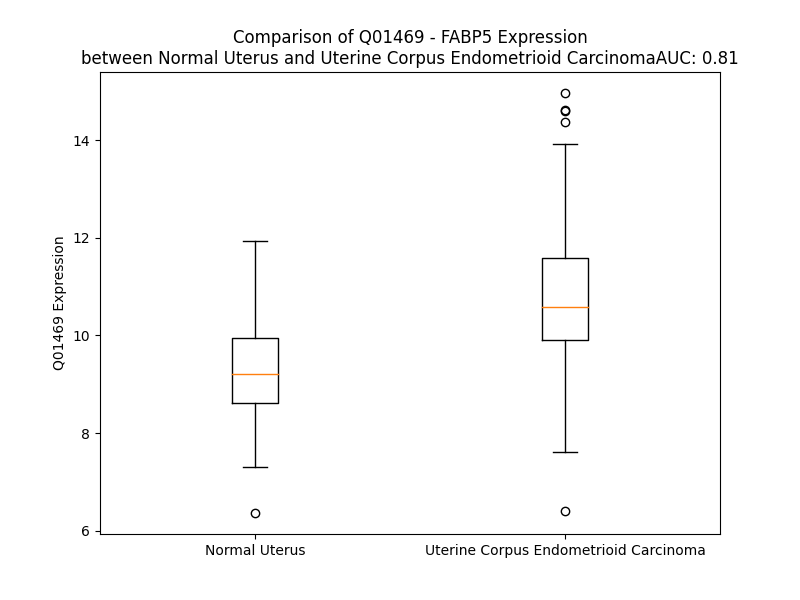 Comparison of Q01469 - FABP5 Expression
between Normal Uterus and Uterine Corpus Endometrioid CarcinomaAUC: 0.81
Q01469 Expression
14
12
10
8
6
Normal Uterus
Uterine Corpus Endometrioid Carcinoma